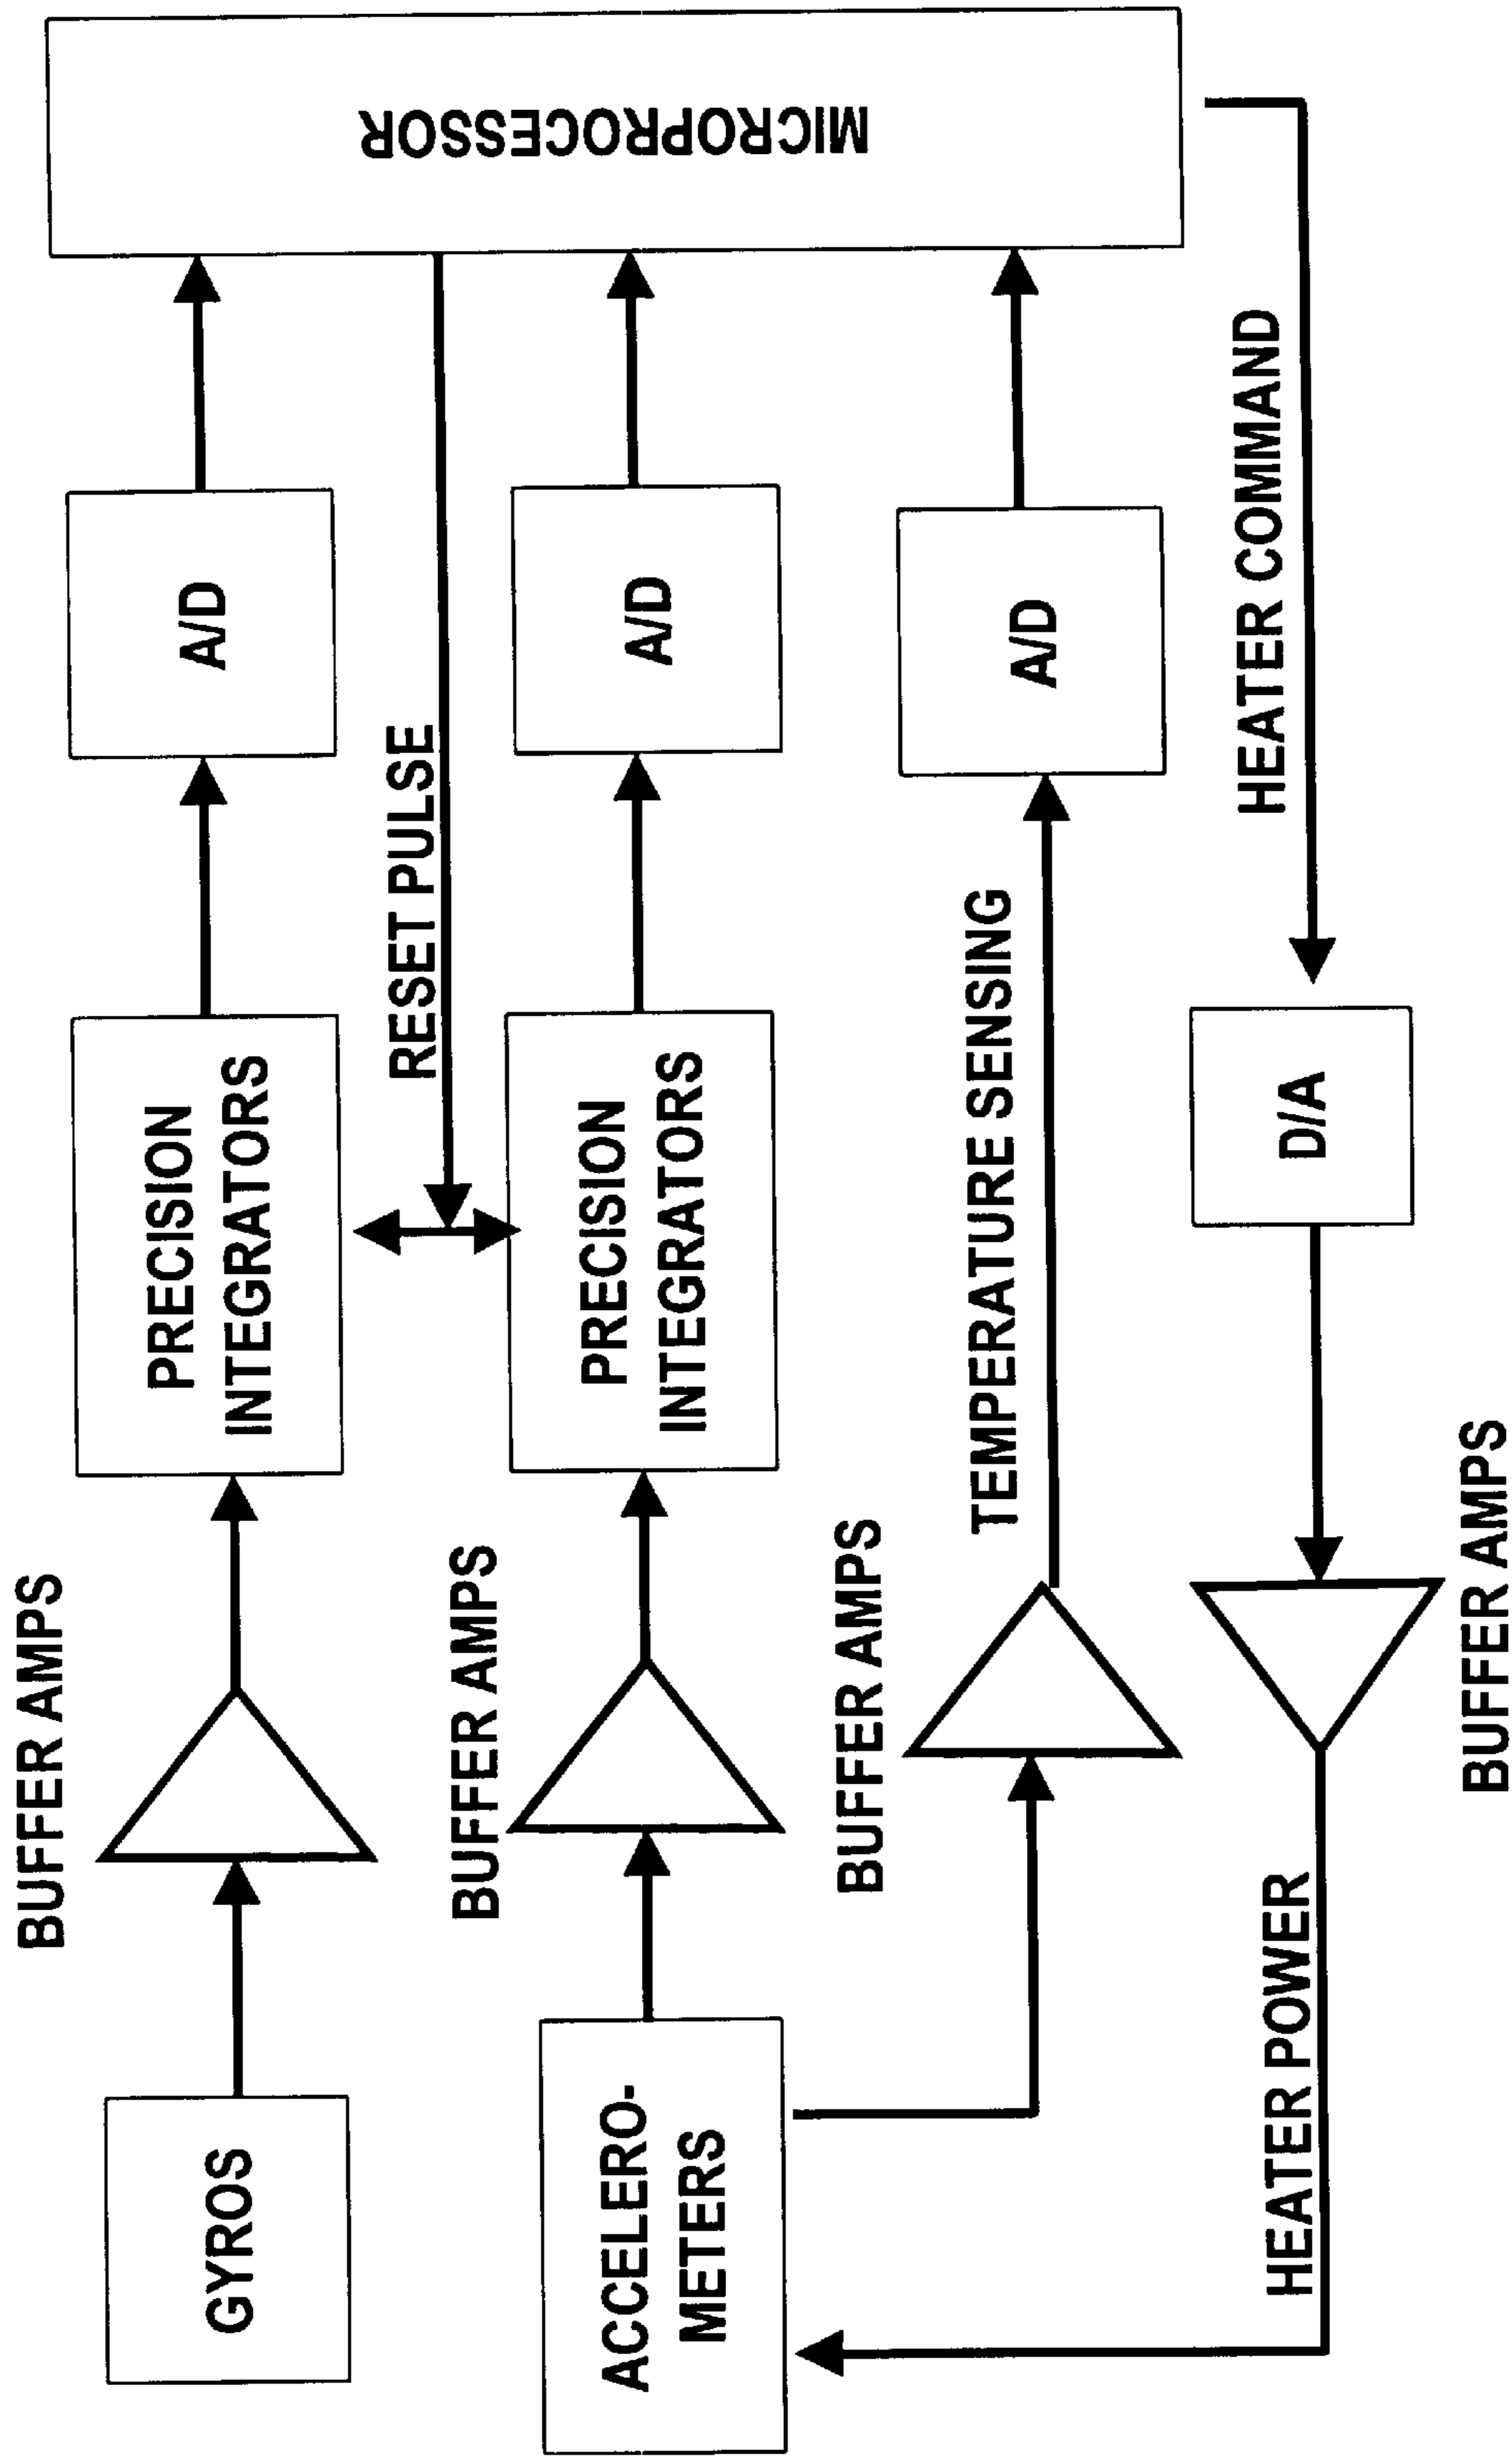 BUFFER AMPS
GYROS
PRECISION
INTEGRATORS
A/D
RESET PULSE
MICROPROCESSOR
BUFFER AMPS
ACCELERO-
METERS
PRECISION
INTEGRATORS
A/D
BUFFER AMPS
TEMPERATURE SENSING
A/D
HEATER POWER
BUFFER AMPS
D/A
HEATER COMMAND